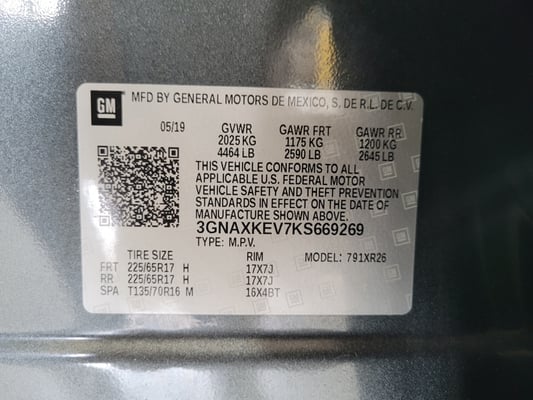 GM
MFD BY GENERAL MOTORS DE MEXICO, S. DE R.L. DE C.V.
05/19 GVWR GAWR FRT GAWR RR
2025 KG 1175 KG 1200 KG
4464 LB 2590 LB 2645 LB
THIS VEHICLE CONFORMS TO ALL
APPLICABLE U.S. FEDERAL MOTOR
VEHICLE SAFETY AND THEFT PREVENTION
STANDARDS IN EFFECT ON THE DATE OF
MANUFACTURE SHOWN ABOVE.
3GNAXKEV7KS669269
TYPE: M.P.V.
TIRE SIZE RIM MODEL: 791XR26
FRT 225/65R17 H 17X7J
RR 225/65R17 H 17X7J
SPA T135/70R16 M 16X4BT